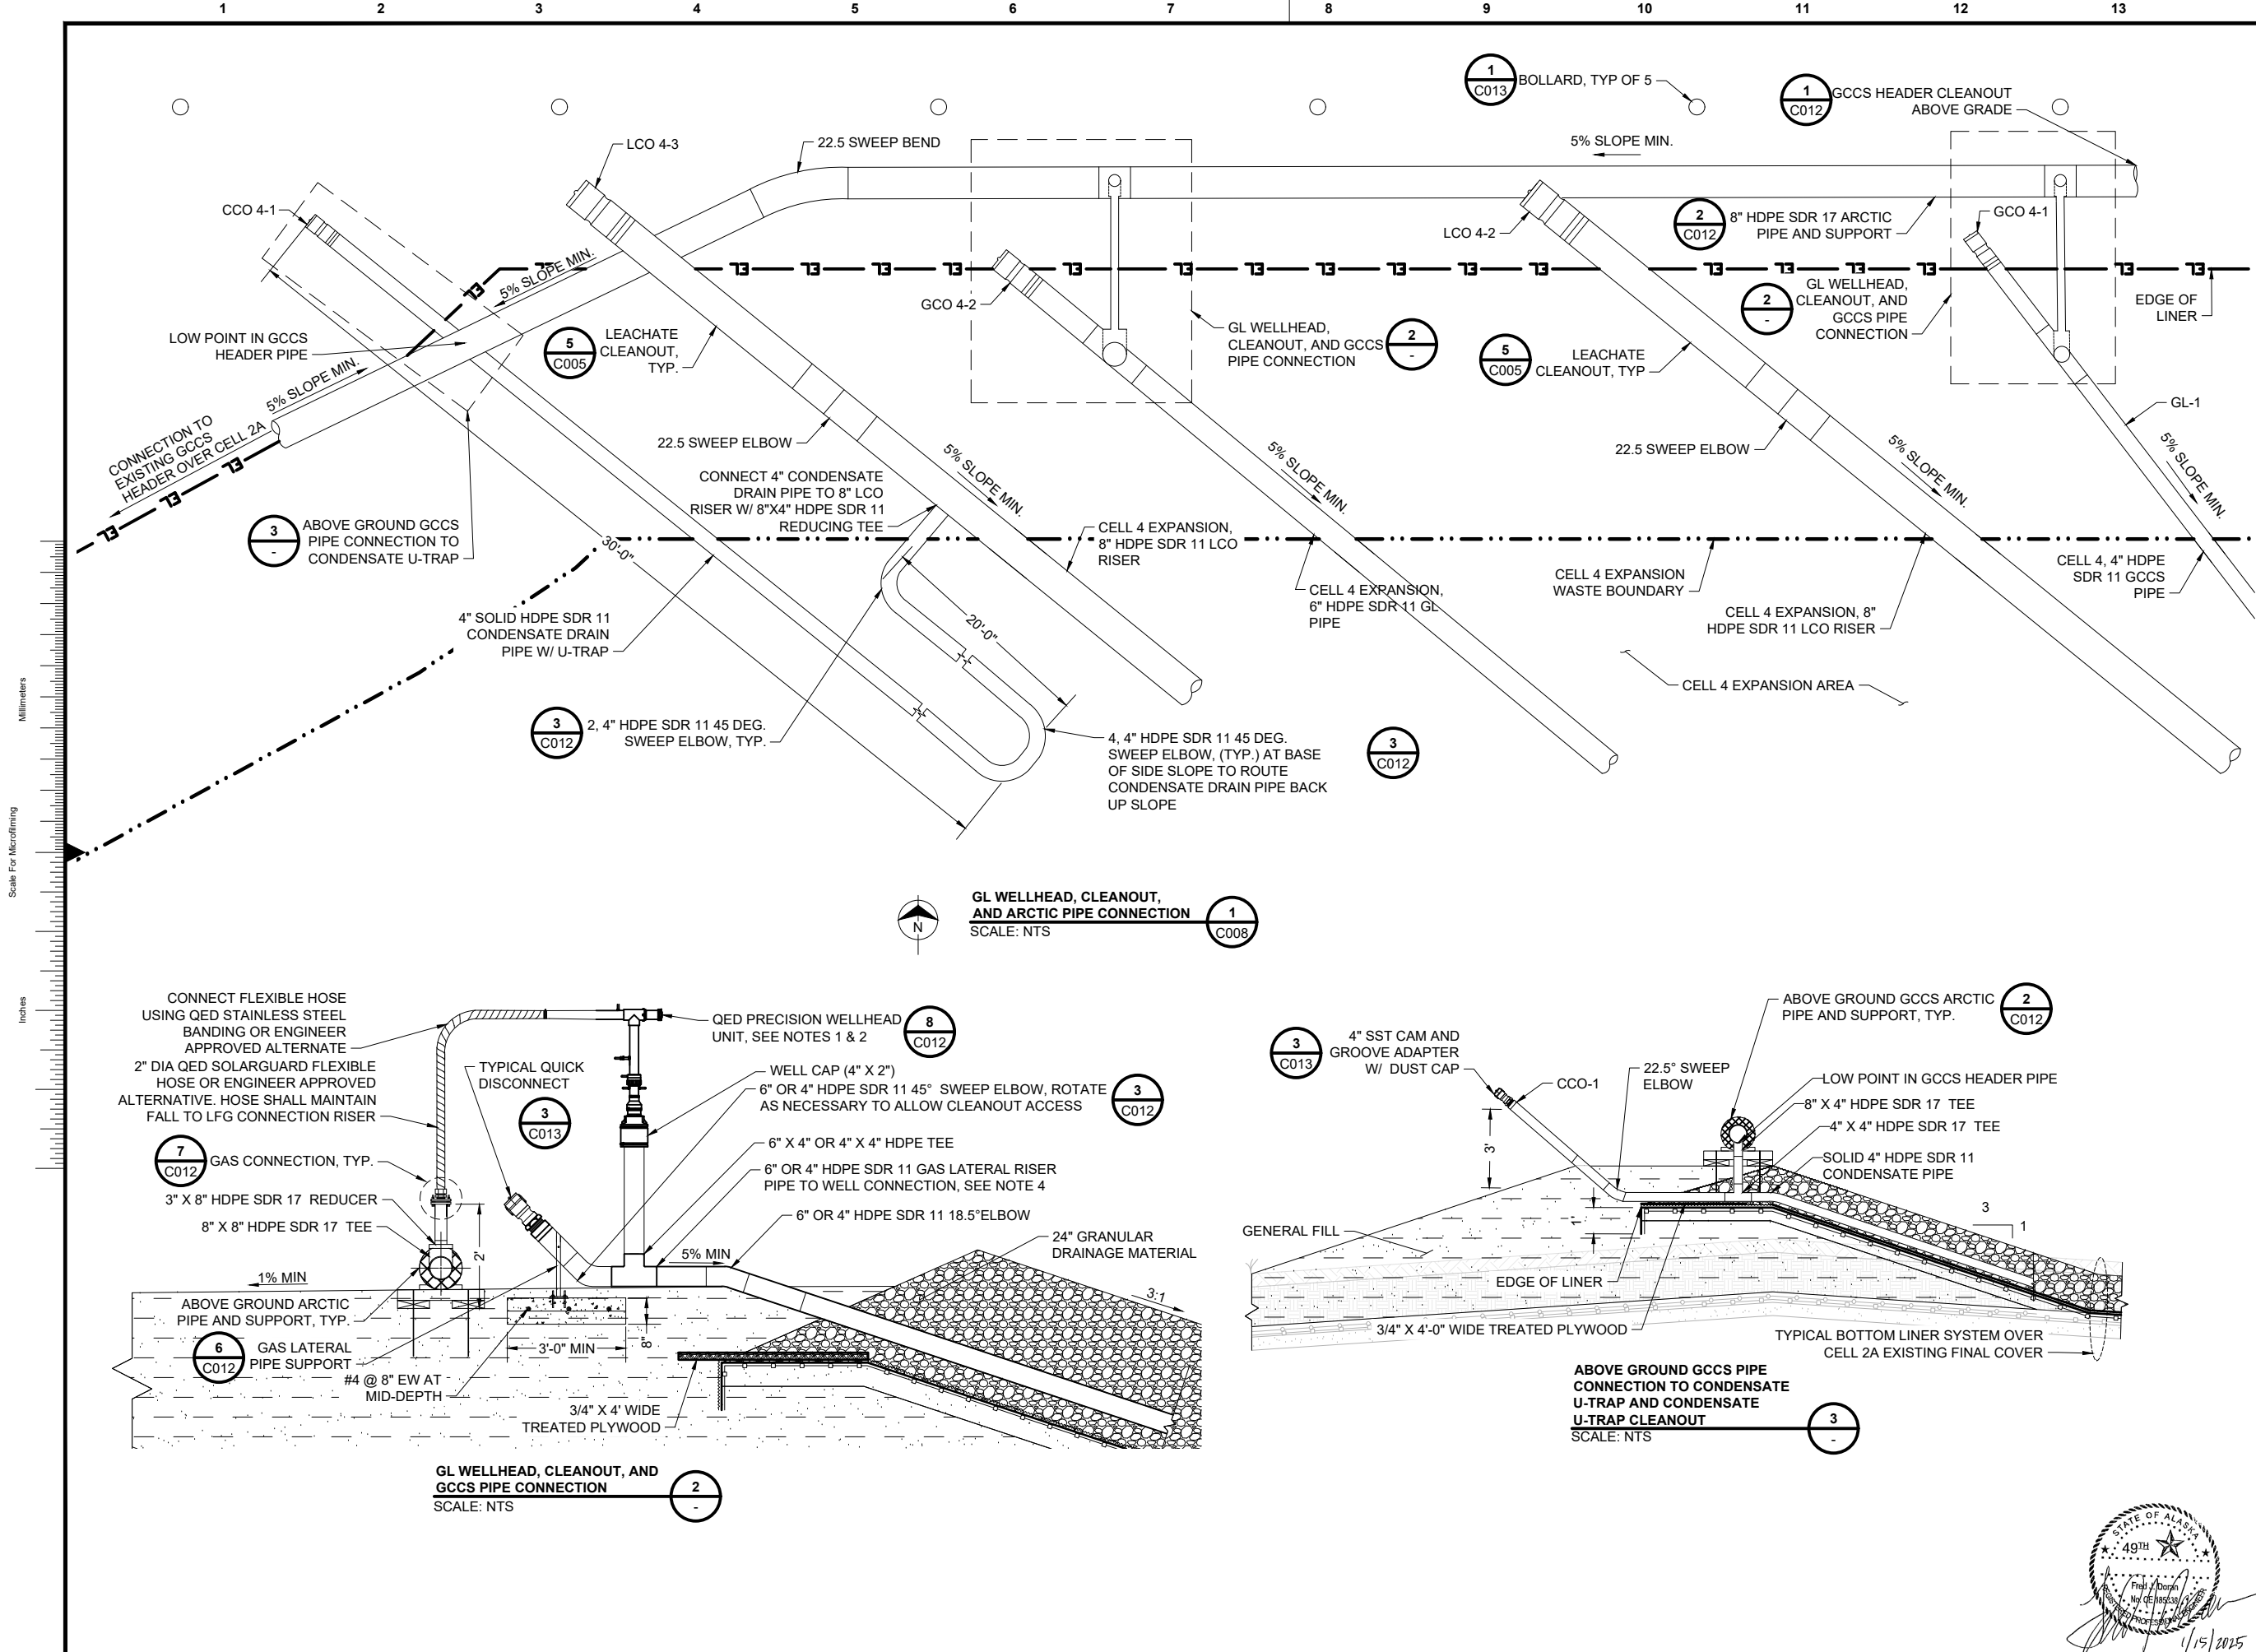 1 2 3 4 5 6 7 8 9 10 11 12 13
1
C013
BOLLARD, TYP OF 5
1
C012
GCCS HEADER CLEANOUT
ABOVE GRADE
LCO 4-3
22.5 SWEEP BEND
5% SLOPE MIN.
CCO 4-1
LCO 4-2
2
C012
8" HDPE SDR 17 ARCTIC
PIPE AND SUPPORT
GCO 4-1
5% SLOPE MIN.
GCO 4-2
2
-
GL WELLHEAD,
CLEANOUT, AND
GCCS PIPE
CONNECTION
EDGE OF
LINER
LOW POINT IN GCCS
HEADER PIPE
5
C005
LEACHATE
CLEANOUT,
TYP.
GL WELLHEAD,
CLEANOUT, AND GCCS
PIPE CONNECTION
2
-
5
C005
LEACHATE
CLEANOUT, TYP
5% SLOPE MIN.
GL-1
CONNECTION TO
EXISTING GCCS
HEADER OVER CELL 2A
22.5 SWEEP ELBOW
22.5 SWEEP ELBOW
5% SLOPE MIN.
5% SLOPE MIN.
5% SLOPE MIN.
5% SLOPE MIN.
CONNECT 4" CONDENSATE
DRAIN PIPE TO 8" LCO
RISER W/ 8"X4" HDPE SDR 11
REDUCING TEE
3
-
ABOVE GROUND GCCS
PIPE CONNECTION TO
CONDENSATE U-TRAP
30'-0"
CELL 4 EXPANSION,
8" HDPE SDR 11 LCO
RISER
CELL 4 EXPANSION,
6" HDPE SDR 11 GL
PIPE
CELL 4 EXPANSION
WASTE BOUNDARY
CELL 4 EXPANSION, 8"
HDPE SDR 11 LCO RISER
CELL 4, 4" HDPE
SDR 11 GCCS
PIPE
4" SOLID HDPE SDR 11
CONDENSATE DRAIN
PIPE W/ U-TRAP
20'-0"
CELL 4 EXPANSION AREA
3
C012
2, 4" HDPE SDR 11 45 DEG.
SWEEP ELBOW, TYP.
4, 4" HDPE SDR 11 45 DEG.
SWEEP ELBOW, (TYP.) AT BASE
OF SIDE SLOPE TO ROUTE
CONDENSATE DRAIN PIPE BACK
UP SLOPE
3
C012
Millimeters
Scale For Microfilming
Inches
N
GL WELLHEAD, CLEANOUT,
AND ARCTIC PIPE CONNECTION
SCALE: NTS
1
C008
CONNECT FLEXIBLE HOSE
USING QED STAINLESS STEEL
BANDING OR ENGINEER
APPROVED ALTERNATE
2" DIA QED SOLARGUARD FLEXIBLE
HOSE OR ENGINEER APPROVED
ALTERNATIVE. HOSE SHALL MAINTAIN
FALL TO LFG CONNECTION RISER
TYPICAL QUICK
DISCONNECT
3
C013
QED PRECISION WELLHEAD
UNIT, SEE NOTES 1 & 2
8
C012
WELL CAP (4" X 2")
6" OR 4" HDPE SDR 11 45° SWEEP ELBOW, ROTATE
AS NECESSARY TO ALLOW CLEANOUT ACCESS
3
C012
6" X 4" OR 4" X 4" HDPE TEE
6" OR 4" HDPE SDR 11 GAS LATERAL RISER
PIPE TO WELL CONNECTION, SEE NOTE 4
6" OR 4" HDPE SDR 11 18.5°ELBOW
7
C012
GAS CONNECTION, TYP.
3" X 8" HDPE SDR 17 REDUCER
8" X 8" HDPE SDR 17 TEE
2'
5% MIN
24" GRANULAR
DRAINAGE MATERIAL
3:1
1% MIN
ABOVE GROUND ARCTIC
PIPE AND SUPPORT, TYP.
6
C012
GAS LATERAL
PIPE SUPPORT
3'-0" MIN
8"
#4 @ 8" EW AT
MID-DEPTH
3/4" X 4' WIDE
TREATED PLYWOOD
GL WELLHEAD, CLEANOUT, AND
GCCS PIPE CONNECTION
SCALE: NTS
2
-
3
C013
4" SST CAM AND
GROOVE ADAPTER
W/ DUST CAP
CCO-1
22.5° SWEEP
ELBOW
ABOVE GROUND GCCS ARCTIC
PIPE AND SUPPORT, TYP.
2
C012
LOW POINT IN GCCS HEADER PIPE
8" X 4" HDPE SDR 17 TEE
4" X 4" HDPE SDR 17 TEE
SOLID 4" HDPE SDR 11
CONDENSATE PIPE
3'
1'
3
1
GENERAL FILL
EDGE OF LINER
3/4" X 4'-0" WIDE TREATED PLYWOOD
TYPICAL BOTTOM LINER SYSTEM OVER
CELL 2A EXISTING FINAL COVER
ABOVE GROUND GCCS PIPE
CONNECTION TO CONDENSATE
U-TRAP AND CONDENSATE
U-TRAP CLEANOUT
SCALE: NTS
3
-
STATE OF ALASKA
49TH
Fred J. Doran
REGISTERED PROFESSIONAL ENGINEER
1/15/2025